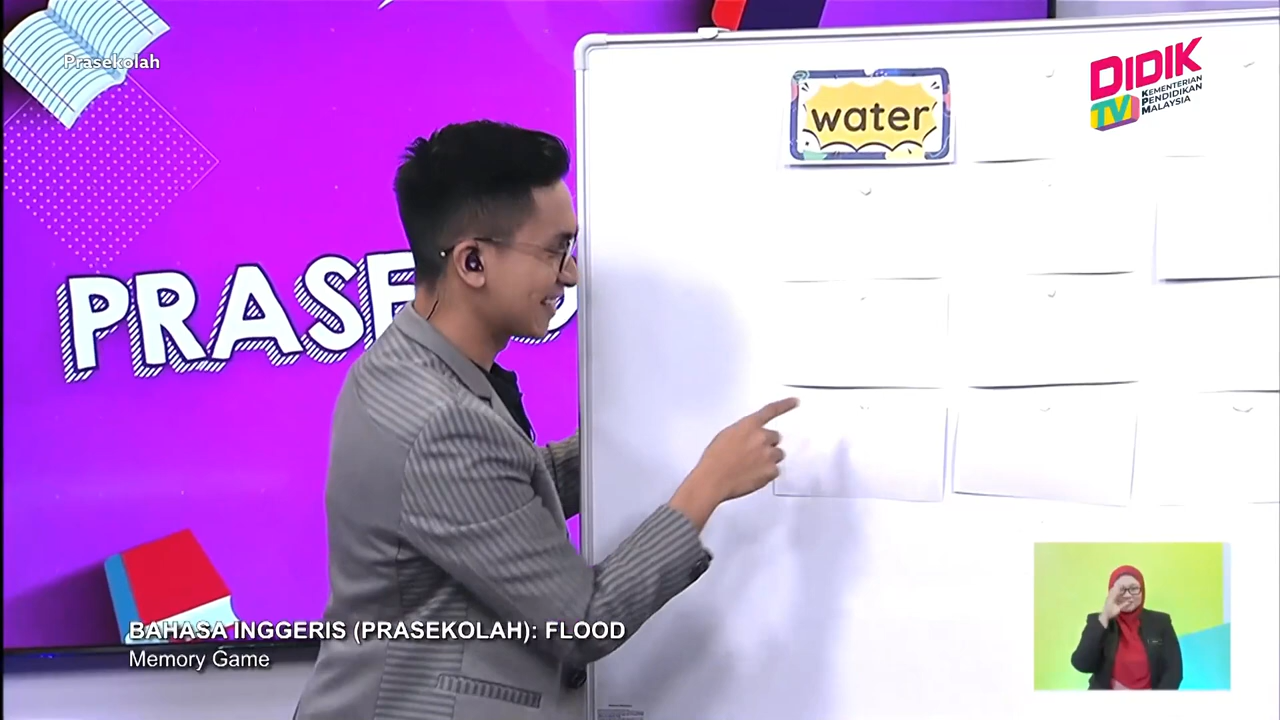 Prasekolah
DIDIK
TV
KEMENTERIAN
PENDIDIKAN
MALAYSIA
water
BAHASA INGGERIS (PRASEKOLAH): FLOOD
Memory Game